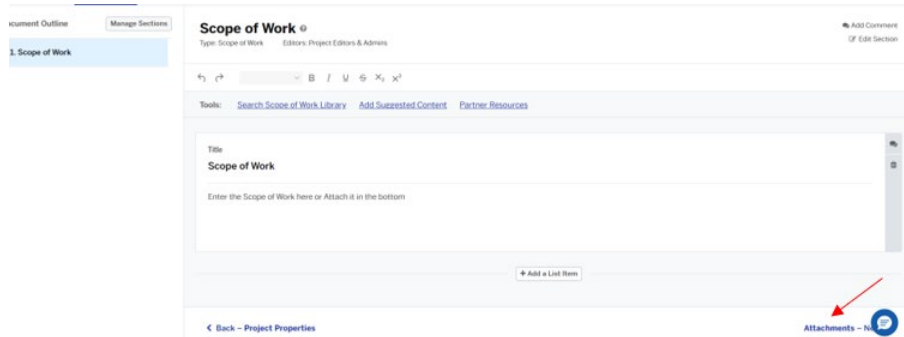 cument Outline
Manage Sections
1. Scope of Work
Scope of Work
Type: Scope of Work Editors: Project Editors & Admins
Add Comment
Edit Section
B I U S X₂ X²
Tools: Search Scope of Work Library Add Suggested Content Partner Resources
Title
Scope of Work
Enter the Scope of Work here or Attach it in the bottom
+ Add a List Item
Back – Project Properties
Attachments –